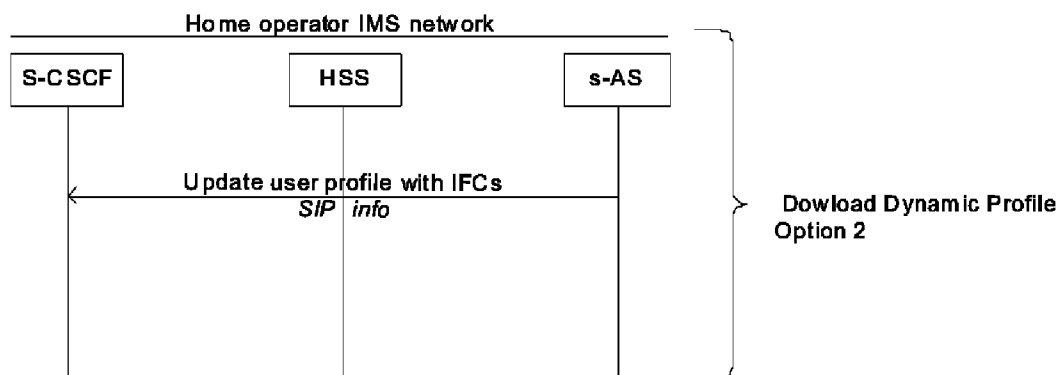 Home operator IMS network
S-CSCF
HSS
s-AS
Update user profile with IFCs
SIP info
Dowload Dynamic Profile
Option 2